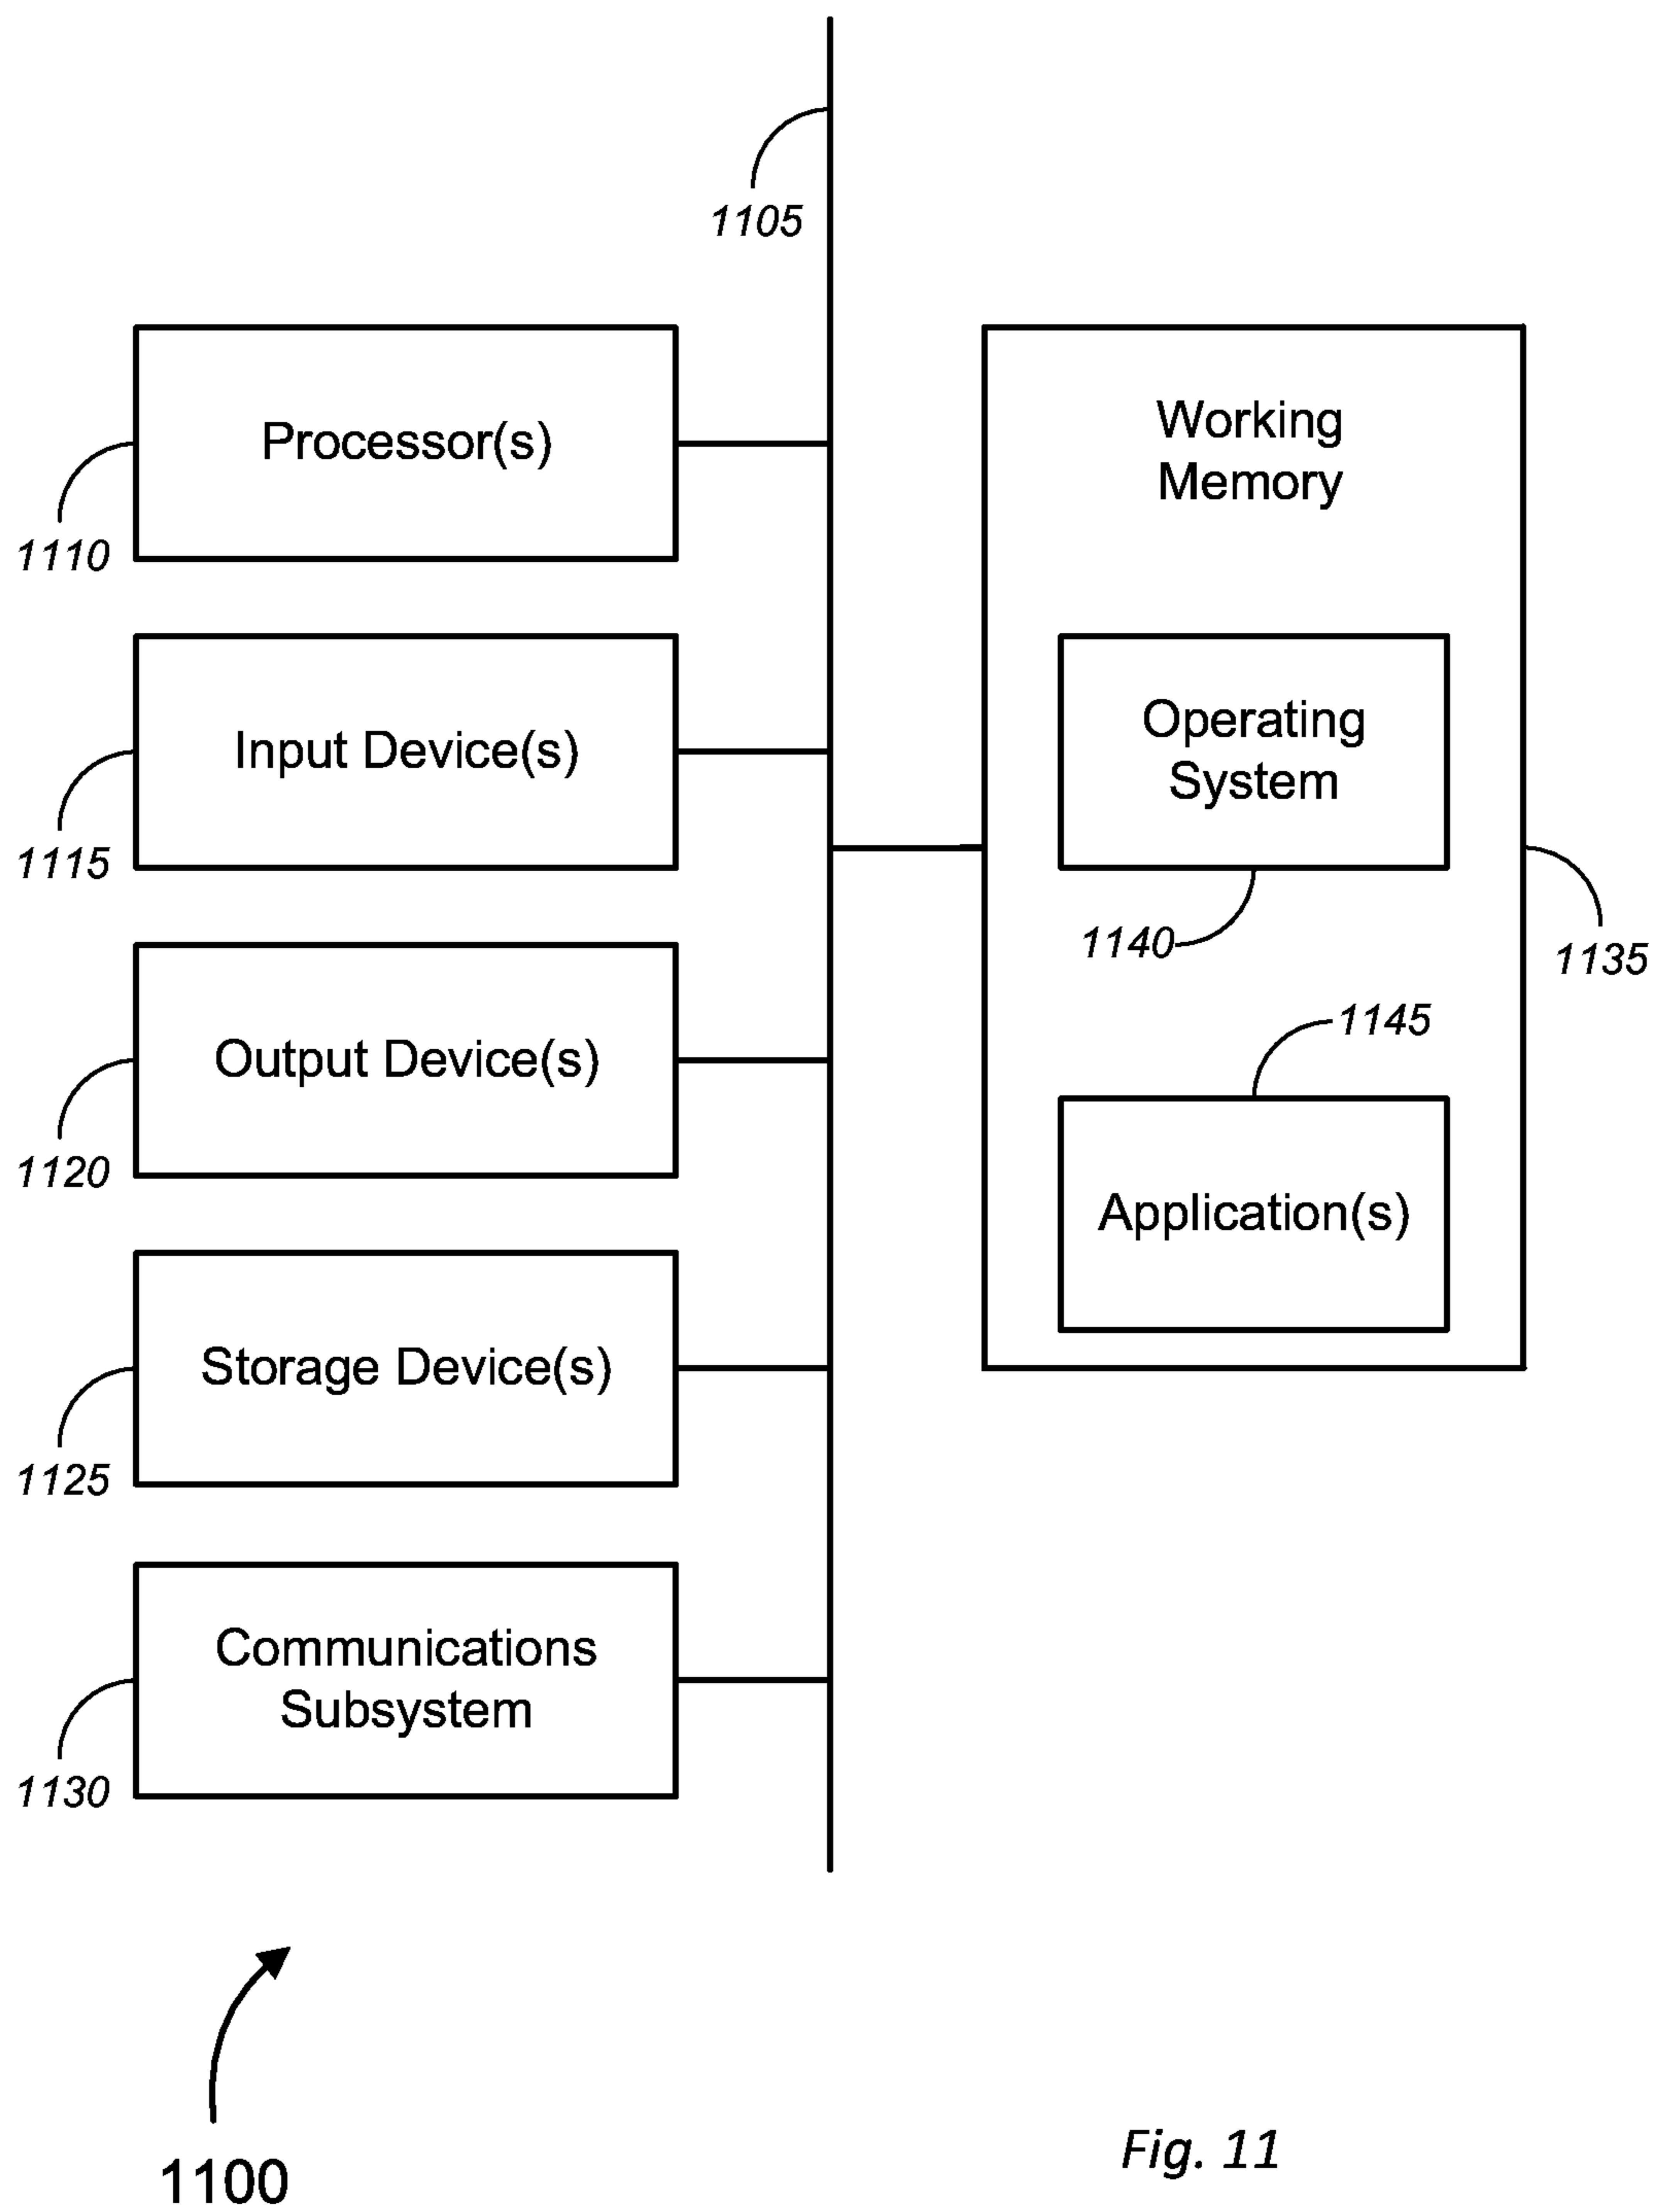 1105
Processor(s)
1110
Input Device(s)
1115
Output Device(s)
1120
Storage Device(s)
1125
Communications
Subsystem
1130
Working
Memory
Operating
System
1140
1135
1145
Application(s)
1100
Fig. 11